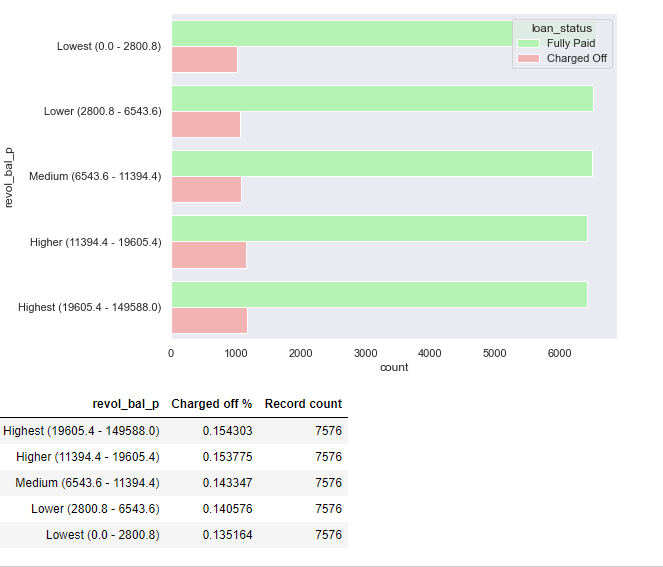 loan_status
Fully Paid
Charged Off
revol_bal_p
Lowest (0.0 - 2800.8)
Lower (2800.8 - 6543.6)
Medium (6543.6 - 11394.4)
Higher (11394.4 - 19605.4)
Highest (19605.4 - 149588.0)
0 1000 2000 3000 4000 5000 6000
count
revol_bal_p Charged off % Record count
Highest (19605.4 - 149588.0) 0.154303 7576
Higher (11394.4 - 19605.4) 0.153775 7576
Medium (6543.6 - 11394.4) 0.143347 7576
Lower (2800.8 - 6543.6) 0.140576 7576
Lowest (0.0 - 2800.8) 0.135164 7576